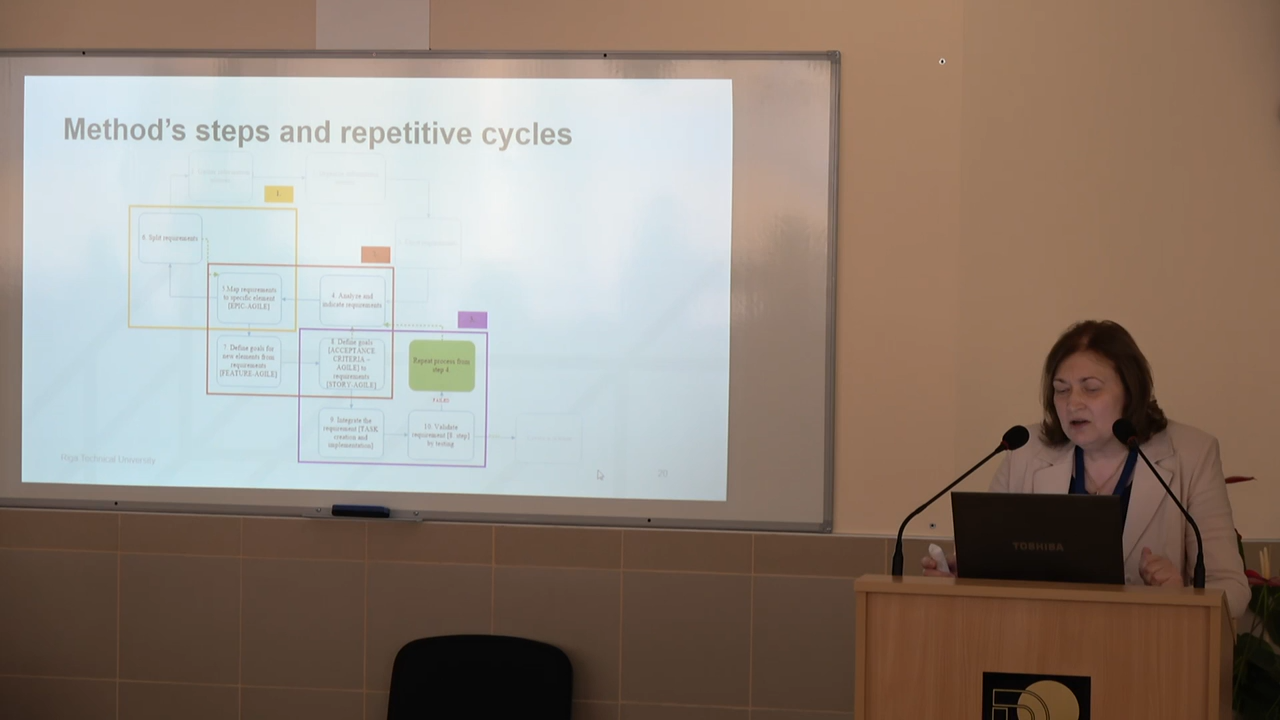 Method's steps and repetitive cycles
1.
6. Split requirements
5 Map requirements
to specific element
[EPIC-AGILE]
4. Analyze and
indicate requirements
7. Define goals for
new elements from
requirements
[FEATURE-AGILE]
8. Define goals
[ACCEPTANCE
CRITERIA –
AGILE] to
requirements
[STORY-AGILE]
Repeat process from
step 4
FAILED
9. Integrate the
requirement [TASK
creation and
implementation]
10. Validate
requirement [8. step]
by testing
Riga Technical University
20
TOSHIBA